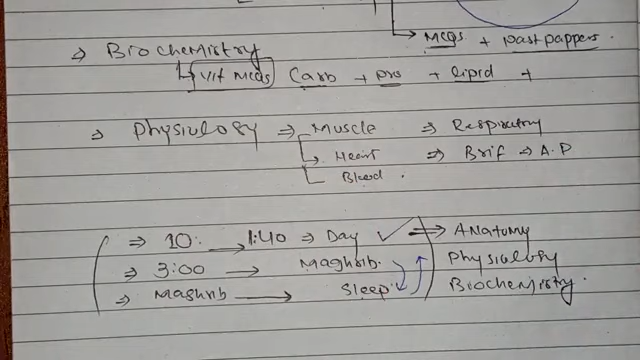 → MCQs + Past pappers.
⇒ Biochemistry
↳ vit MCQs Carb + pro + lipid +
⇒ Physiology ⇒ Muscle ⇒ Respiratory
↳ Heart ⇒ Brif ⇒ A.P
Blood.
⇒ 10: → 1:40 ⇒ Day ✓ ⇒ Anatomy
⇒ 3:00 → Maghrib. Physiology
⇒ Maghrib → Sleep. Biochemistry.